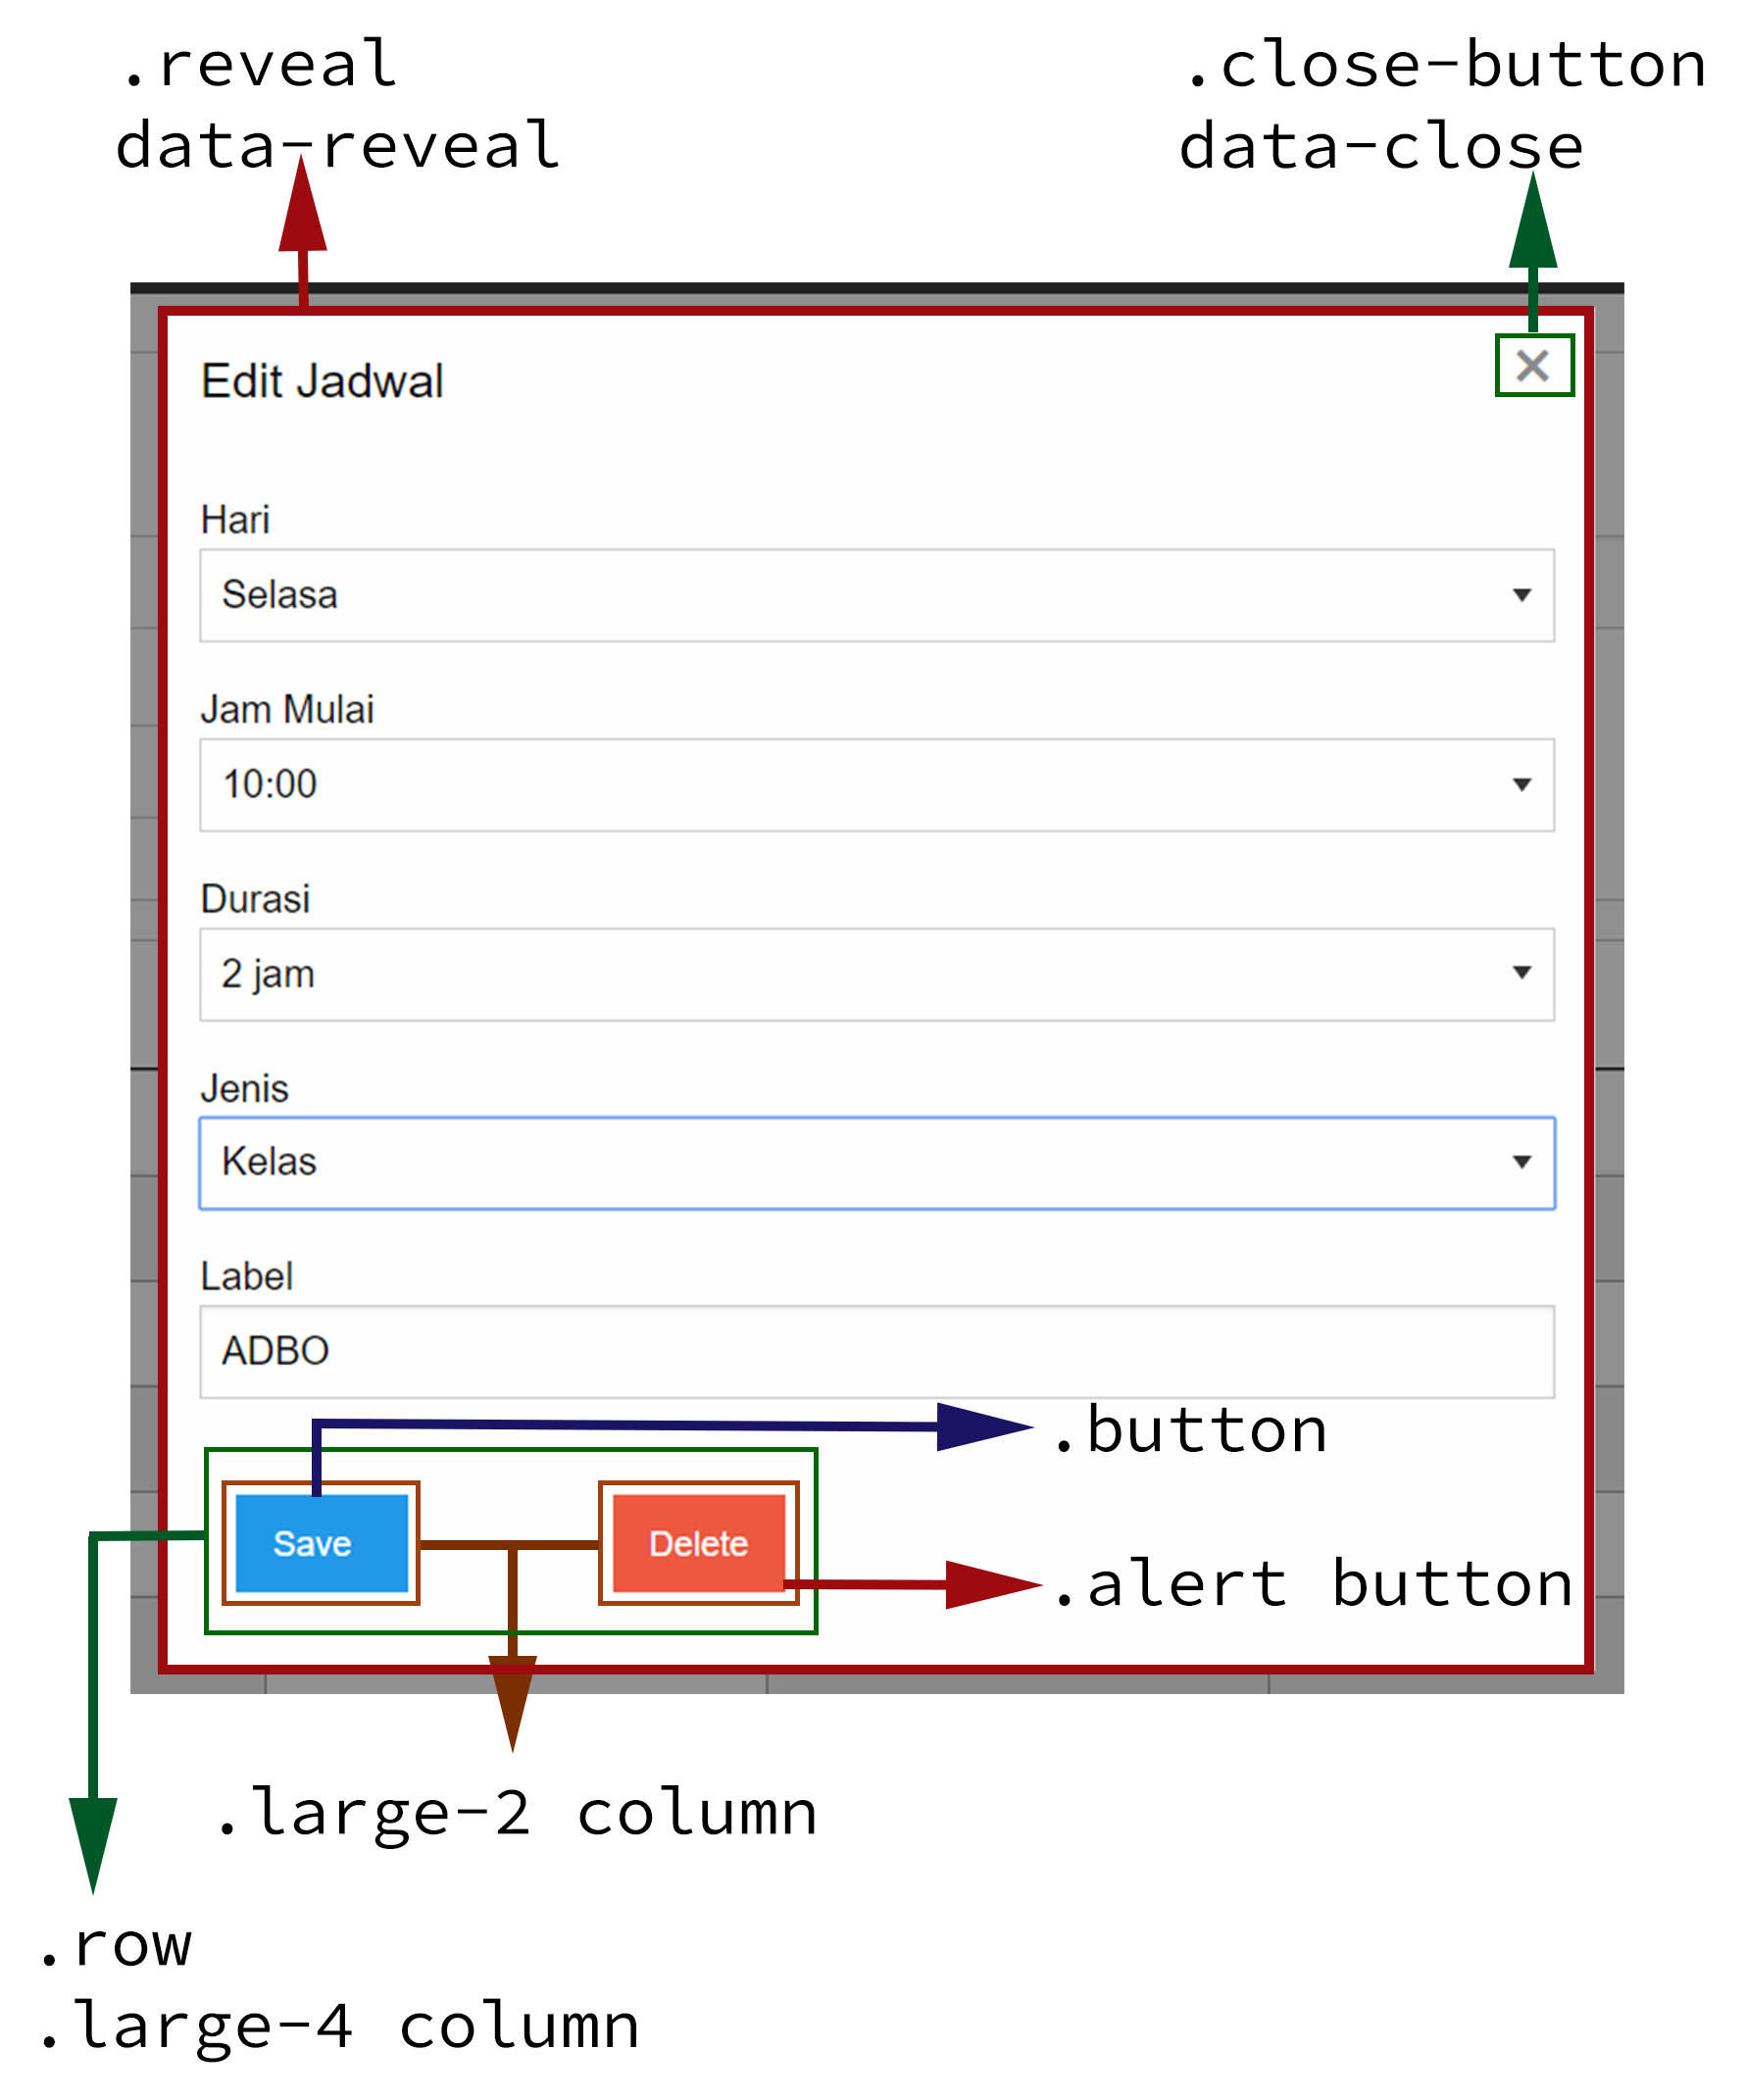 .reveal
data-reveal
.close-button
data-close
Edit Jadwal
Hari
Selasa
Jam Mulai
10:00
Durasi
2 jam
Jenis
Kelas
Label
ADBO
.button
Save
Delete
.alert button
.large-2 column
.row
.large-4 column